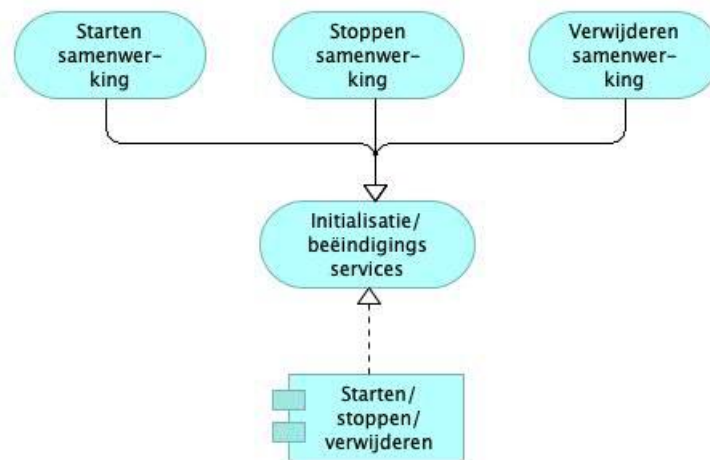 Starten
samenwer-
king
Stoppen
samenwer-
king
Verwijderen
samenwer-
king
Initialisatie/
beëindigings
services
Starten/
stoppen/
verwijderen